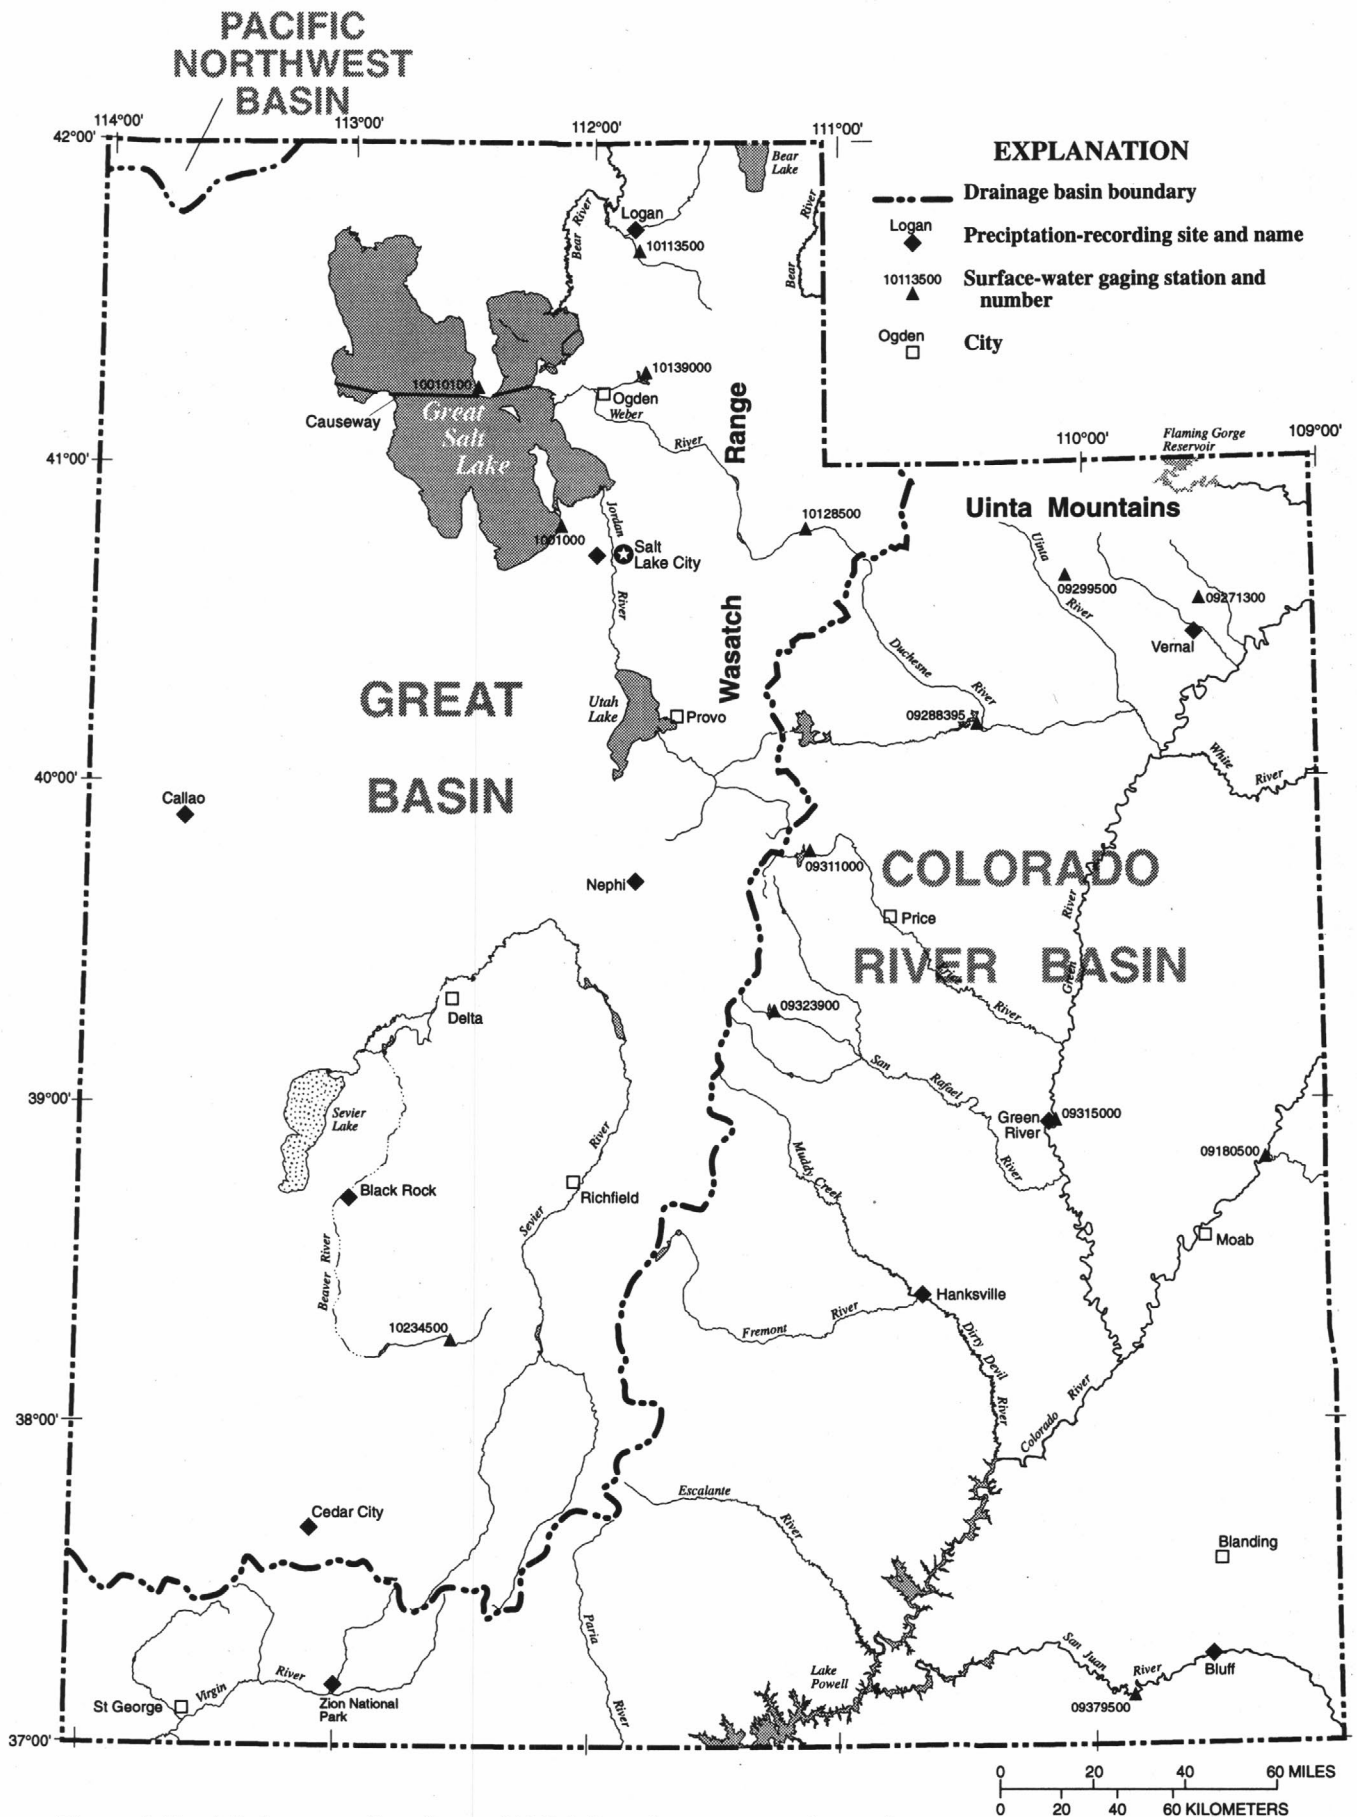 PACIFIC
NORTHWEST
BASIN
114°00'
113°00'
112°00'
111°00'
42°00'
EXPLANATION
Drainage basin boundary
Logan
Preciptation-recording site and name
10113500
Surface-water gaging station and
number
Ogden
City
Bear
Lake
Bear River
Logan
10113500
Bear River
10010100
Causeway
Great
Salt
Lake
10139000
Ogden
Weber
River
Range
110°00'
109°00'
Flaming Gorge
Reservoir
41°00'
Uinta Mountains
Jordan
River
1001000
Salt
Lake City
10128500
Uinta
River
09299500
09271300
Vernal
Wasatch
Duchesne
River
09288395
GREAT
BASIN
Utah
Lake
Provo
White
River
40°00'
Callao
Nephi
09311000
COLORADO
RIVER BASIN
Price
Price
River
Green River
Delta
09323900
San
Rafael
River
39°00'
Sevier
Lake
Green
River
09315000
09180500
Black Rock
Richfield
Sevier
River
Muddy Creek
Moab
Beaver River
10234500
Hanksville
Fremont
River
Dirty Devil
River
Colorado
River
38°00'
Escalante
River
Cedar City
Blanding
Paria
River
San Juan
River
Bluff
09379500
Lake
Powell
St George
Virgin
River
Zion National
Park
37°00'
0 20 40 60 MILES
0 20 40 60 KILOMETERS